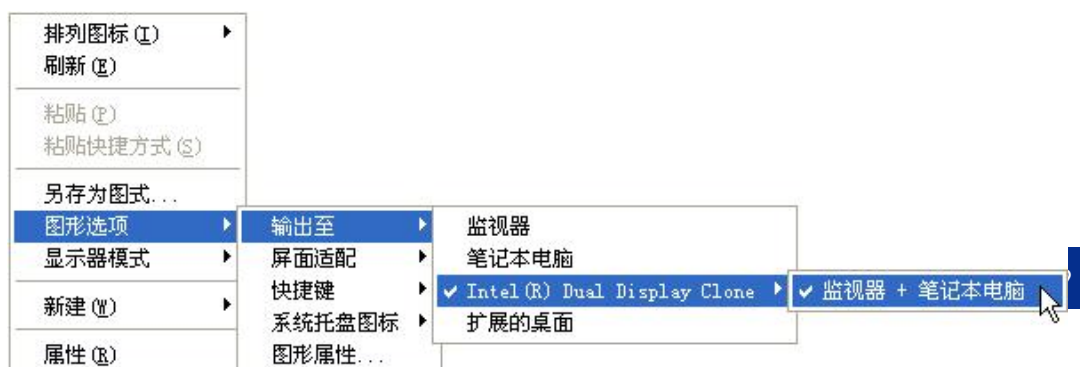 排列图标(I)
刷新(E)
粘贴(P)
粘贴快捷方式(S)
另存为图式...
图形选项
显示器模式
新建(W)
属性(R)
输出至
屏面适配
快捷键
系统托盘图标
图形属性...
监视器
笔记本电脑
Intel(R) Dual Display Clone
扩展的桌面
监视器 + 笔记本电脑